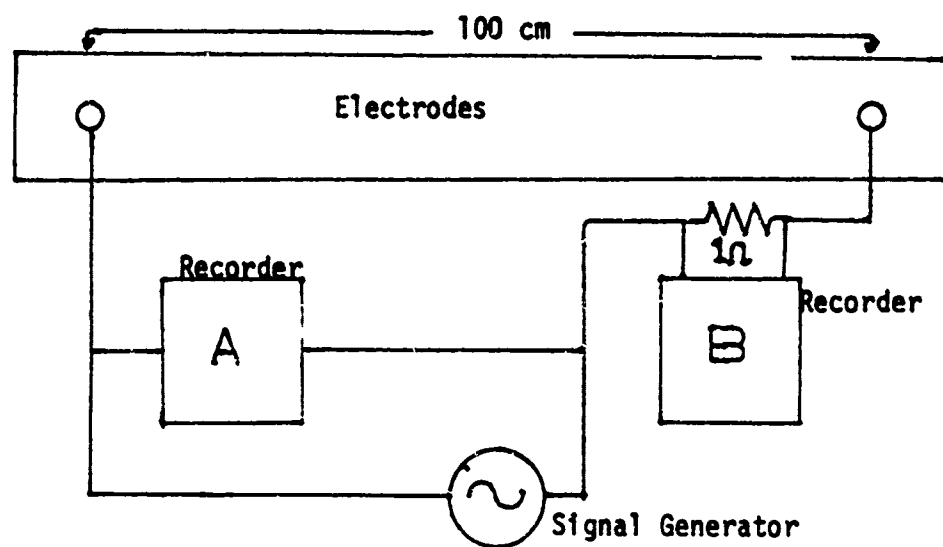 100 cm
Electrodes
1Ω
Recorder
Recorder
A
B
Signal Generator